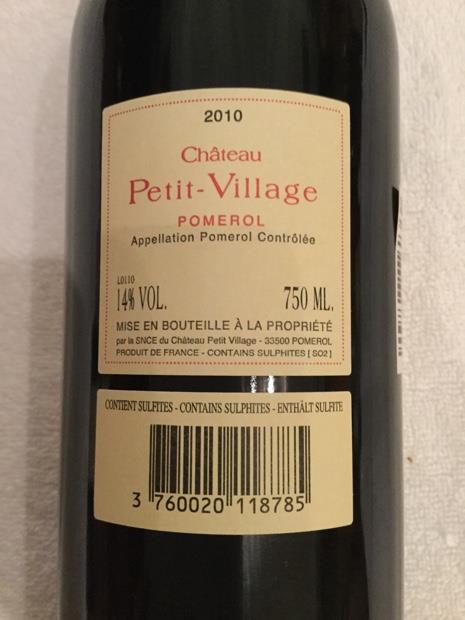 2010
Château
Petit-Village
POMEROL
Appellation Pomerol Contrôlée
L0110
14% VOL. 750 ML.
MISE EN BOUTEILLE À LA PROPRIÉTÉ
par la SNCE du Château Petit Village - 33500 POMEROL
PRODUIT DE FRANCE - CONTAINS SULPHITES [ SO2 ]
CONTIENT SULFITES - CONTAINS SULPHITES - ENTHÄLT SULFITE
3 760020 118785